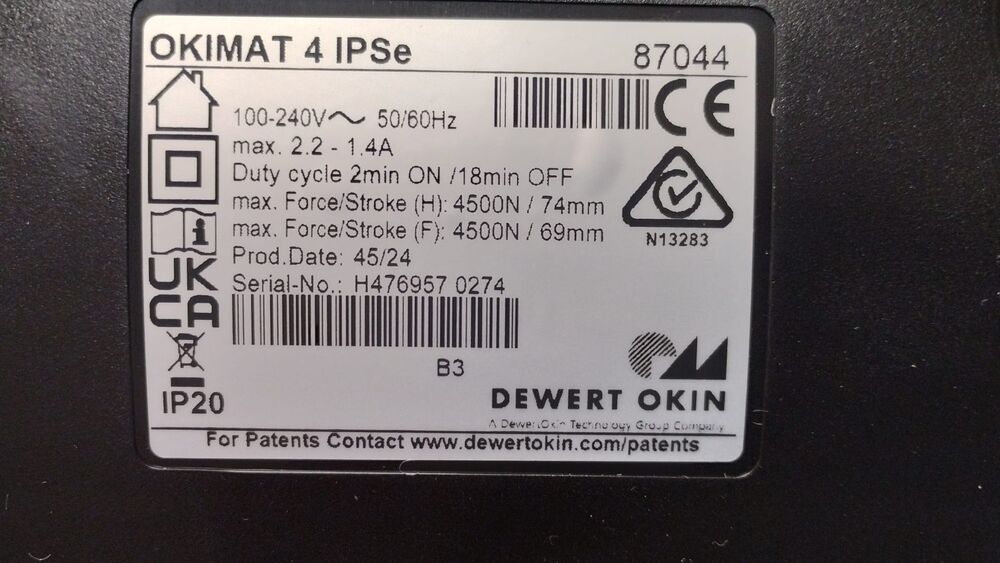 OKIMAT 4 IPSe 87044
100-240V~ 50/60Hz
max. 2.2 - 1.4A
Duty cycle 2min ON /18min OFF
max. Force/Stroke (H): 4500N / 74mm
max. Force/Stroke (F): 4500N / 69mm
Prod.Date: 45/24
Serial-No.: H476957 0274
CE
N13283
i
UK
CA
B3
IP20
DEWERT OKIN
A DewertOkin Technology Group Company
For Patents Contact www.dewertokin.com/patents